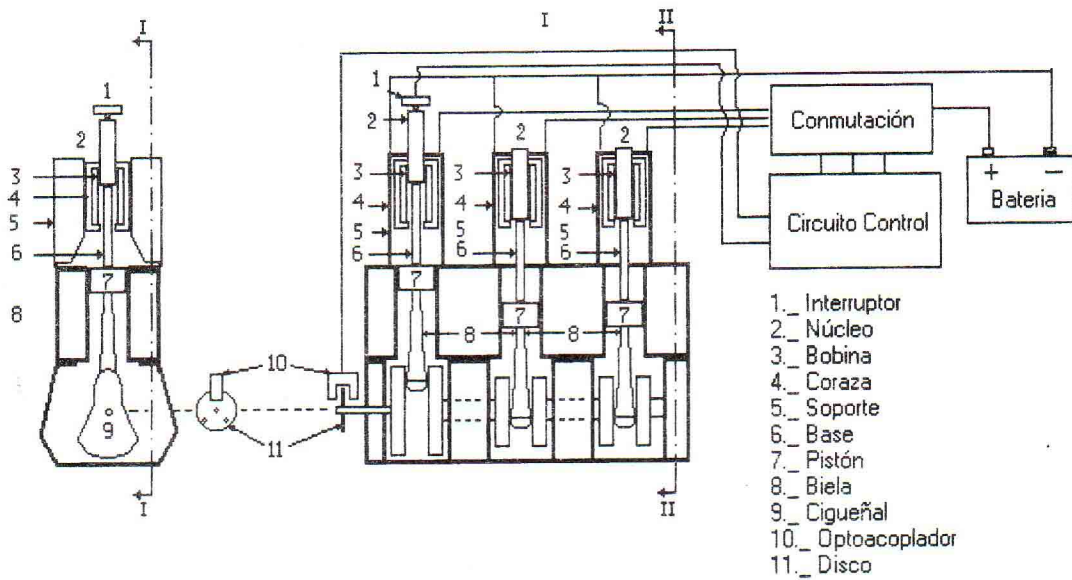 I
I
II
1
1
2
2
2
2
3
3
3
3
4
4
4
4
5
5
5
5
6
6
6
6
7
7
7
7
8
8
8
9
10
11
I
II
Conmutación
Circuito Control
+ −
Bateria
1._ Interruptor
2._ Núcleo
3._ Bobina
4._ Coraza
5._ Soporte
6._ Base
7._ Pistón
8._ Biela
9._ Cigueñal
10._ Optoacoplador
11._ Disco